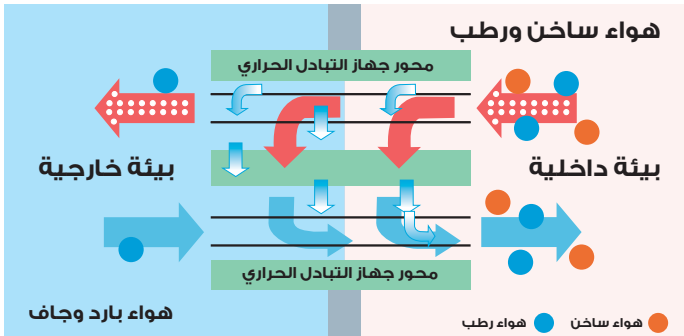 هواء ساخن ورطب
محور جهاز التبادل الحراري
بيئة داخلية
بيئة خارجية
محور جهاز التبادل الحراري
هواء بارد وجاف
هواء ساخن
هواء رطب